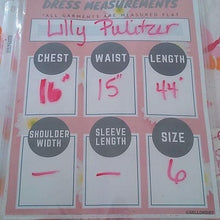 DRESS MEASUREMENTS
*ALL GARMENTS ARE MEASURED FLAT
Lilly Pulitzer
CHEST WAIST LENGTH
16" 15" 44"
SHOULDER WIDTH SLEEVE LENGTH SIZE
— — 6